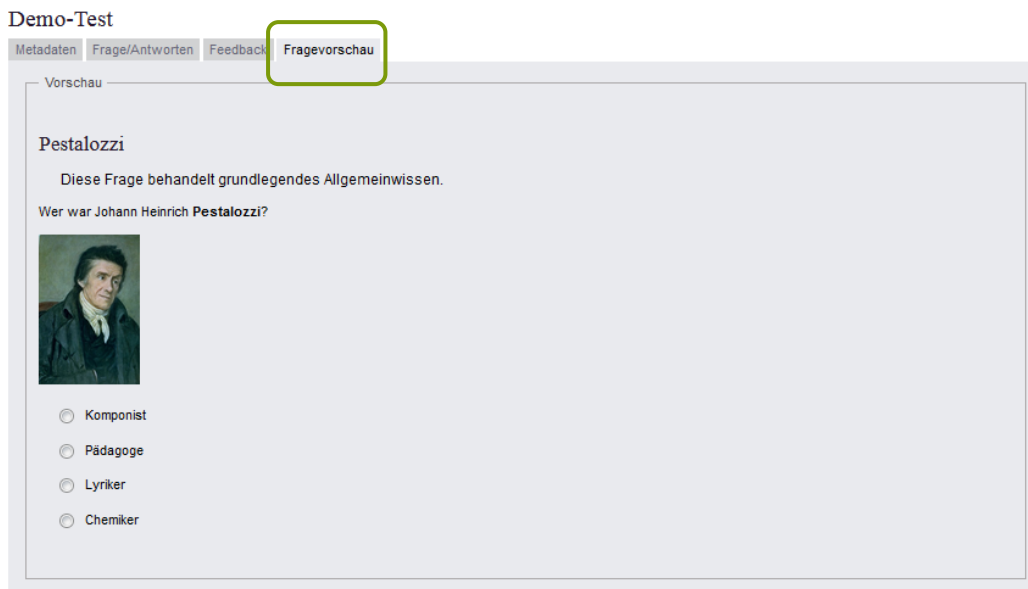 Demo-Test
Metadaten Frage/Antworten Feedback Fragevorschau
Vorschau
Pestalozzi
Diese Frage behandelt grundlegendes Allgemeinwissen.
Wer war Johann Heinrich Pestalozzi?
Komponist
Pädagoge
Lyriker
Chemiker